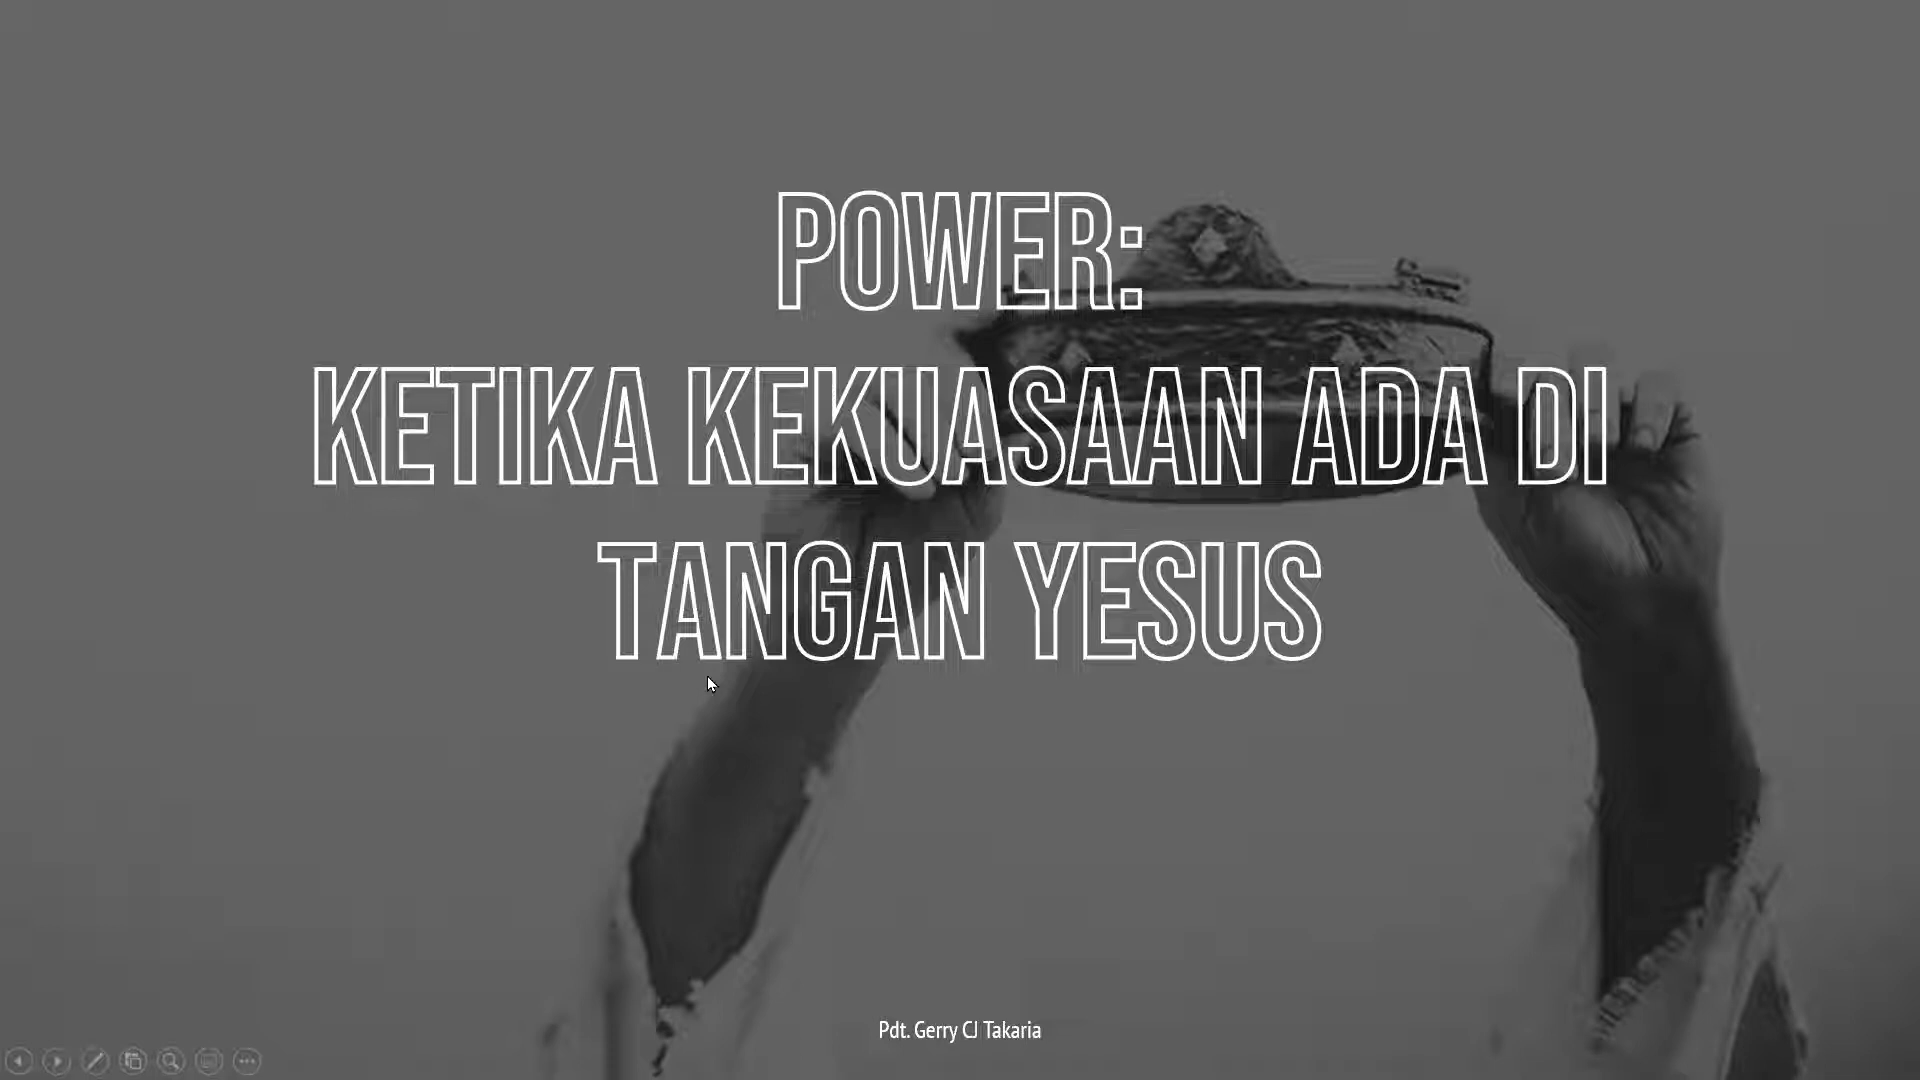 POWER:
KETIKA KEKUASAAN ADA DI
TANGAN YESUS
Pdt. Gerry CJ Takaria